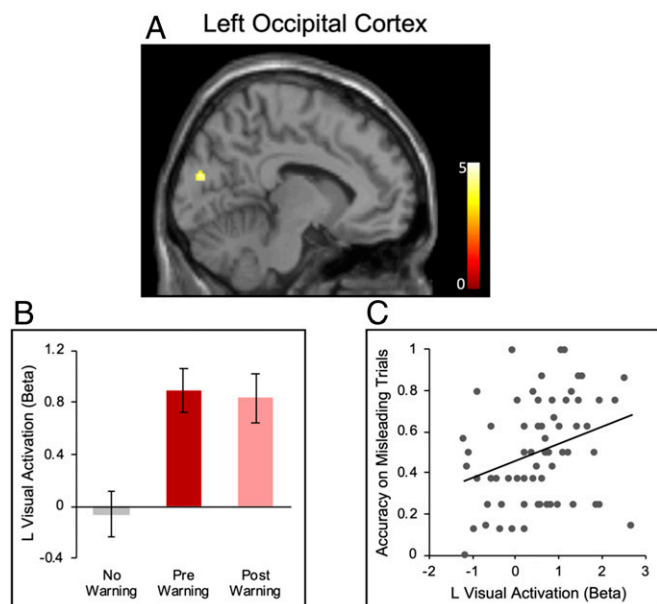 A
Left Occipital Cortex
5
0
B
L Visual Activation (Beta)
1.2
0.8
0.4
0
-0.4
No Warning
Pre Warning
Post Warning
C
Accuracy on Misleading Trials
1
0.8
0.6
0.4
0.2
0
-2
-1
0
1
2
3
L Visual Activation (Beta)